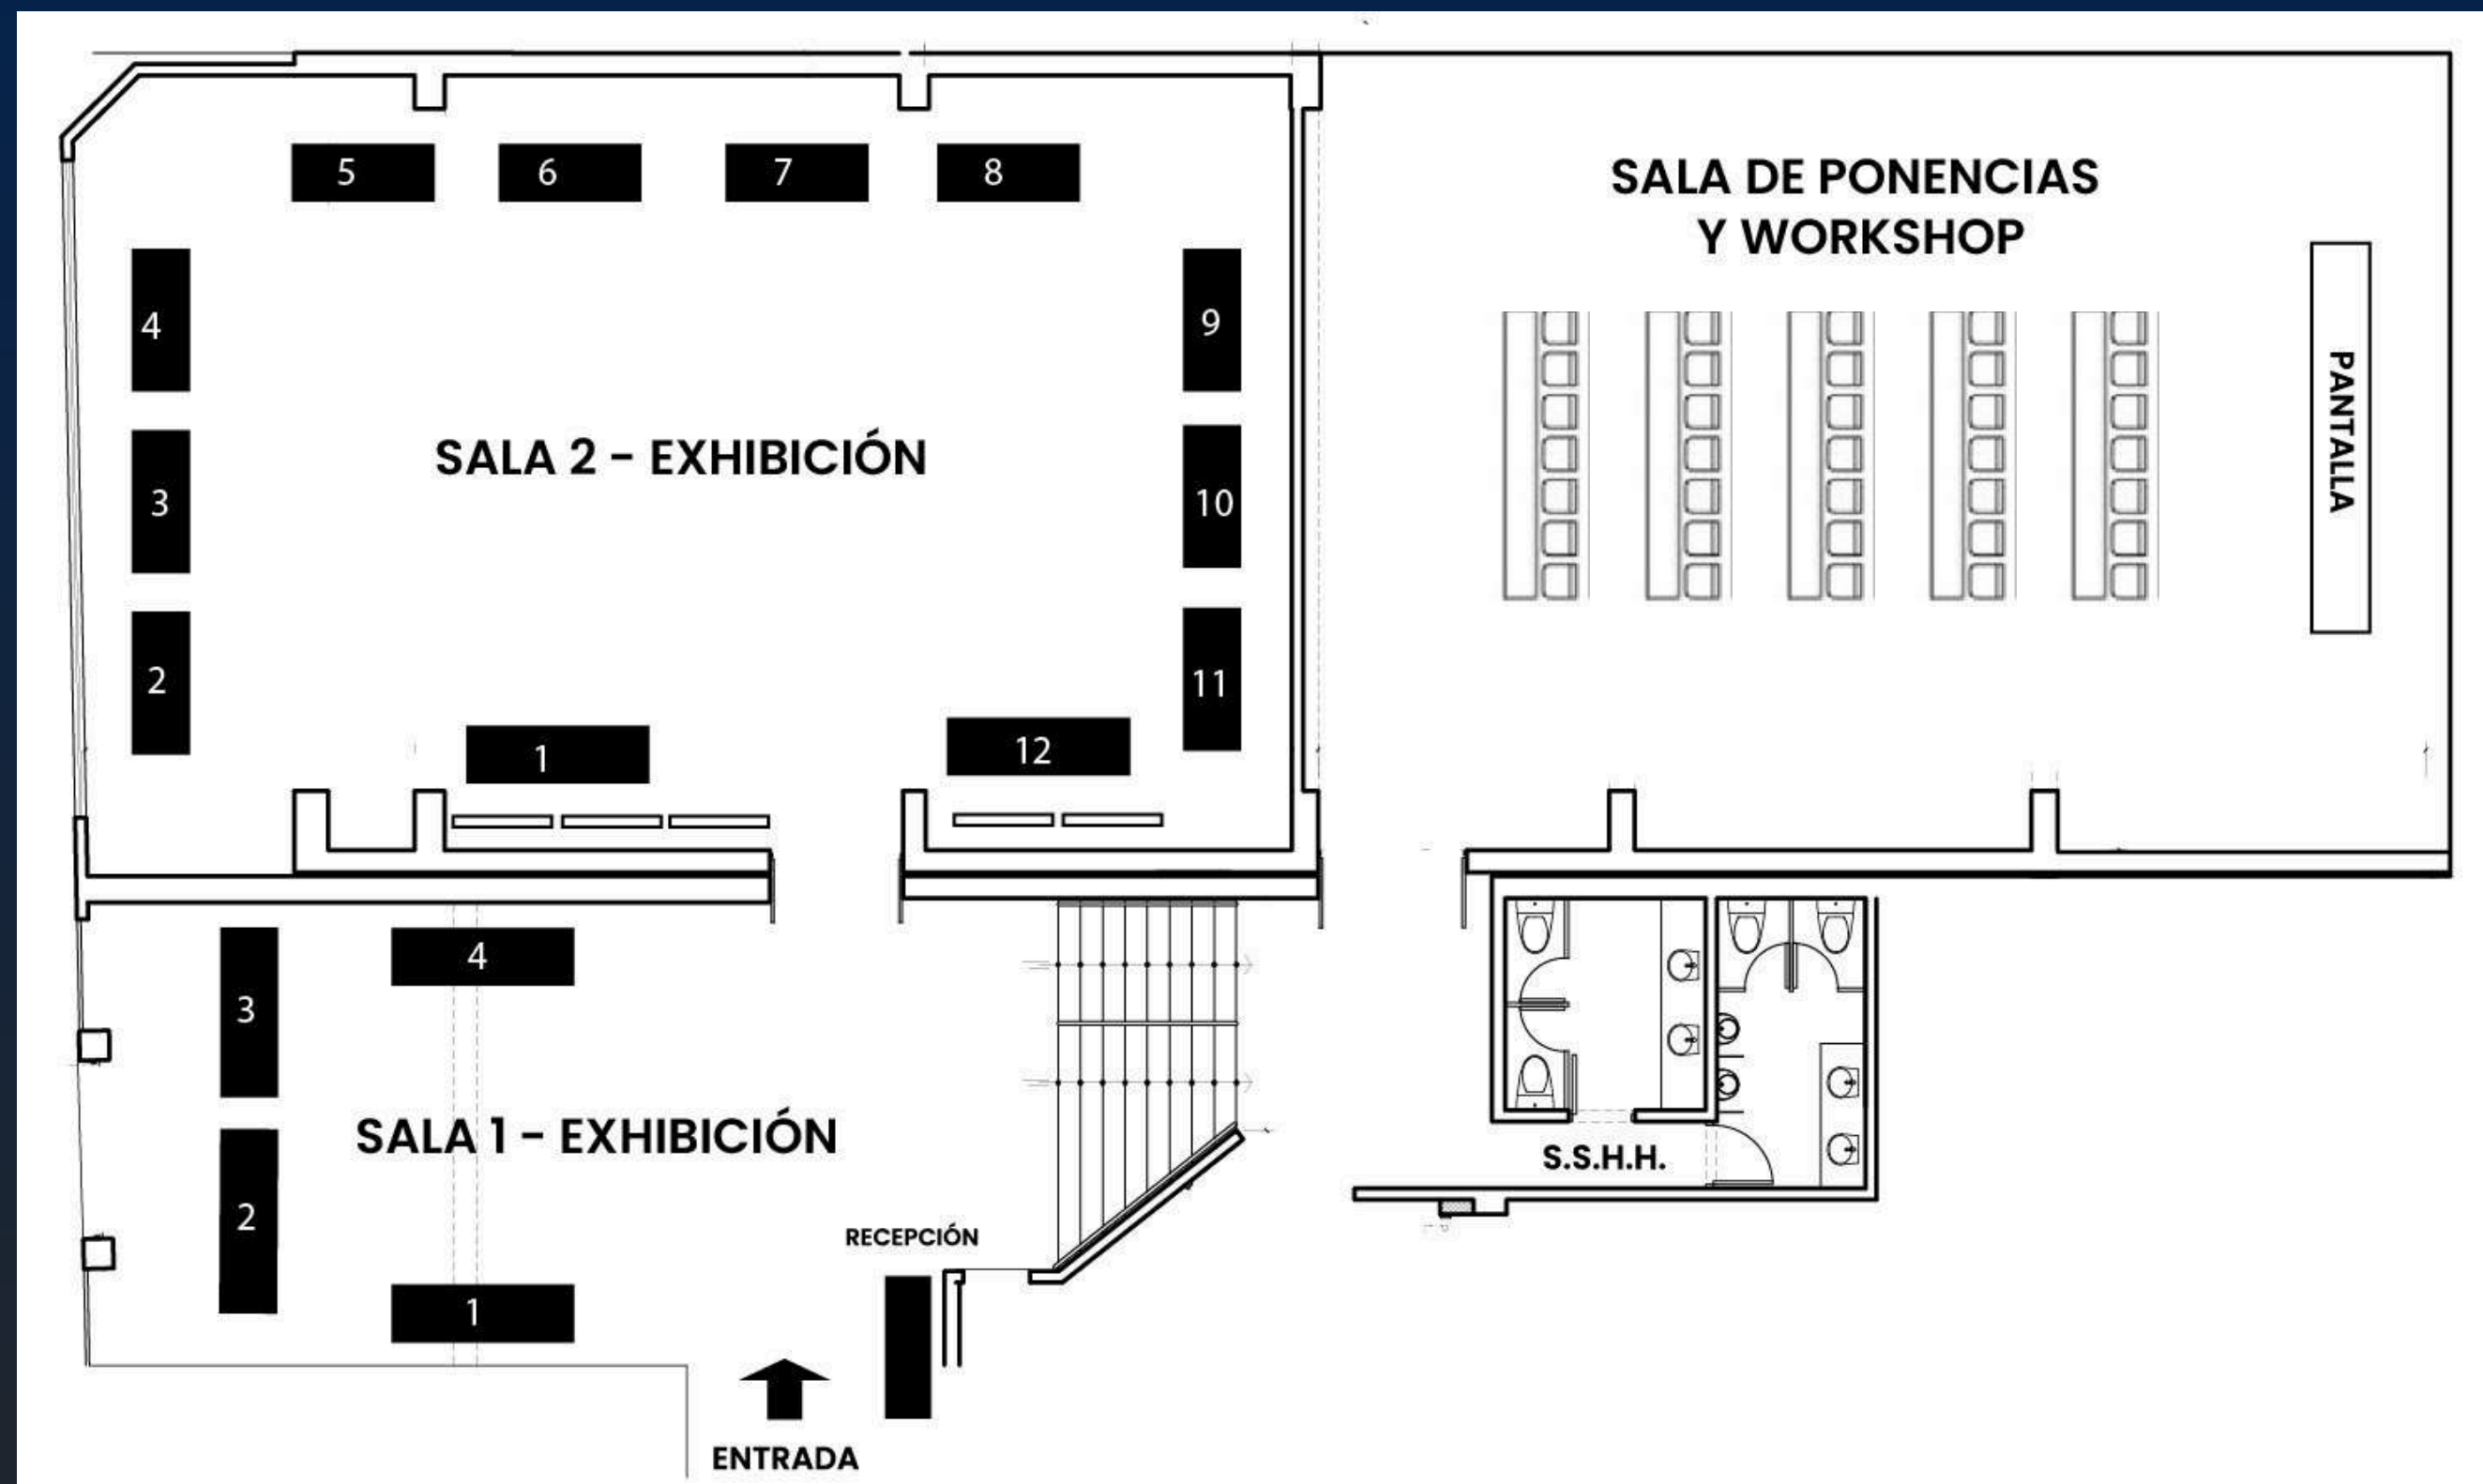 5
6
7
8
SALA DE PONENCIAS
Y WORKSHOP
4
9
PANTALLA
SALA 2 - EXHIBICIÓN
3
10
2
11
1
12
4
3
SALA 1 - EXHIBICIÓN
S.S.H.H.
2
RECEPCIÓN
1
ENTRADA